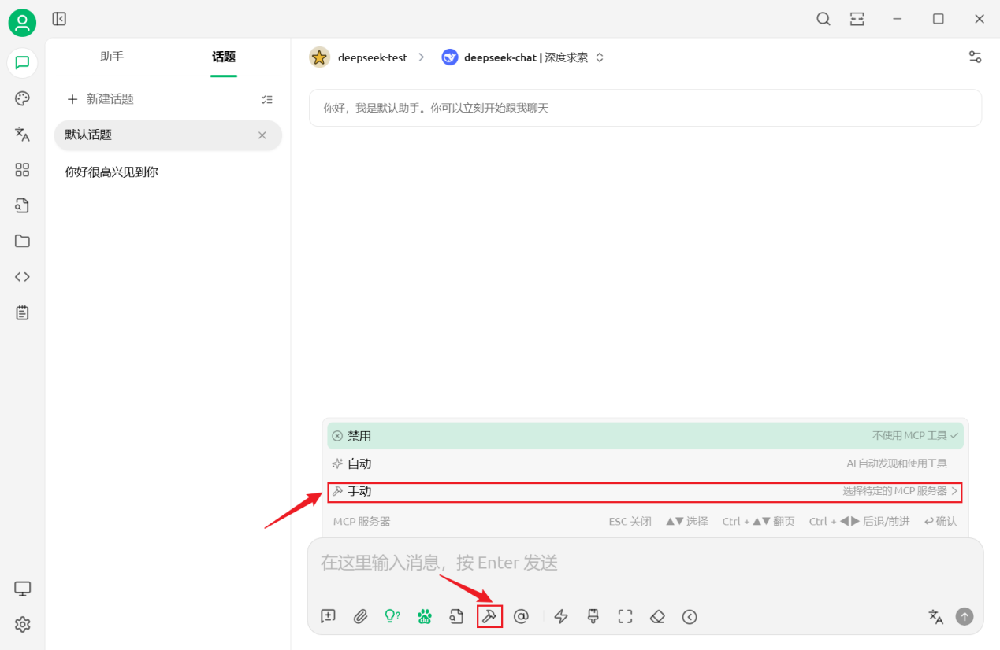 助手 话题
新建话题
默认话题
你好很高兴见到你
deepseek-test deepseek-chat | 深度求索
你好，我是默认助手。你可以立刻开始跟我聊天
禁用 不使用 MCP 工具
自动 AI 自动发现和使用工具
手动 选择特定的 MCP 服务器
MCP 服务器 ESC 关闭 ▲▼ 选择 Ctrl + ▲▼ 翻页 Ctrl + ◀▶ 后退/前进 ↩ 确认
在这里输入消息，按 Enter 发送